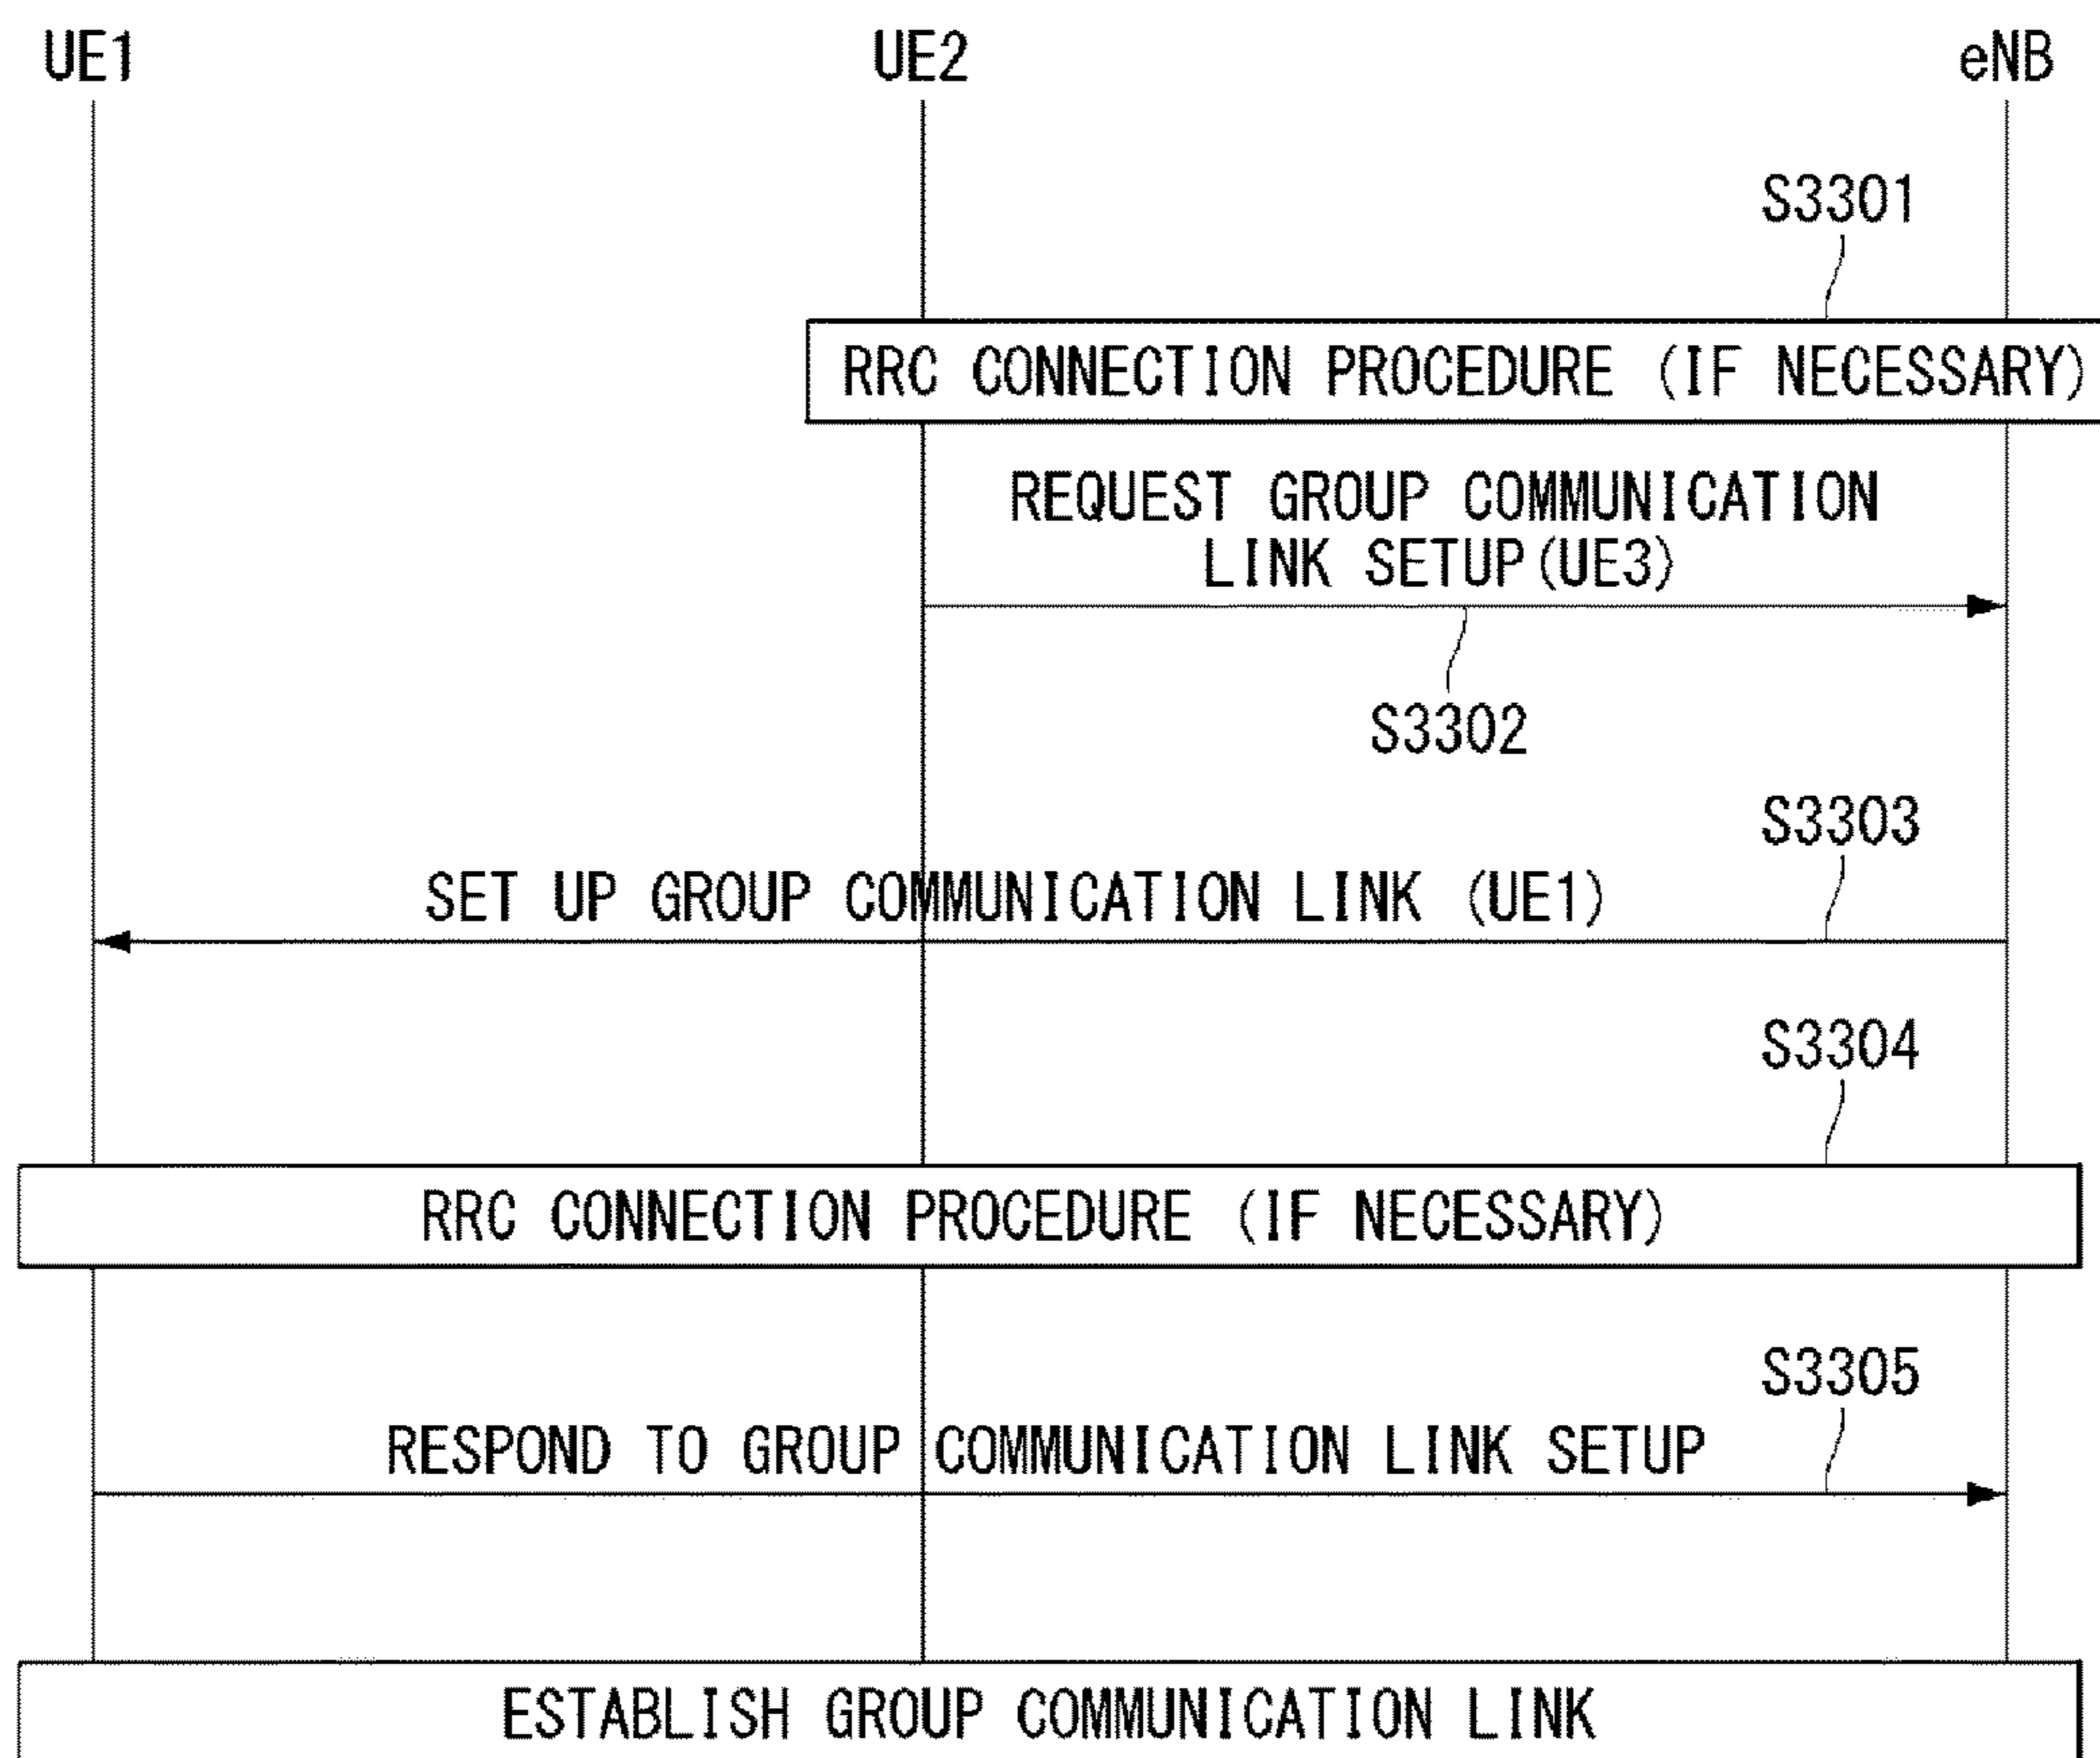 UE1 UE2 eNB
S3301
RRC CONNECTION PROCEDURE (IF NECESSARY)
REQUEST GROUP COMMUNICATION
LINK SETUP(UE3)
S3302
S3303
SET UP GROUP COMMUNICATION LINK (UE1)
S3304
RRC CONNECTION PROCEDURE (IF NECESSARY)
S3305
RESPOND TO GROUP COMMUNICATION LINK SETUP
ESTABLISH GROUP COMMUNICATION LINK